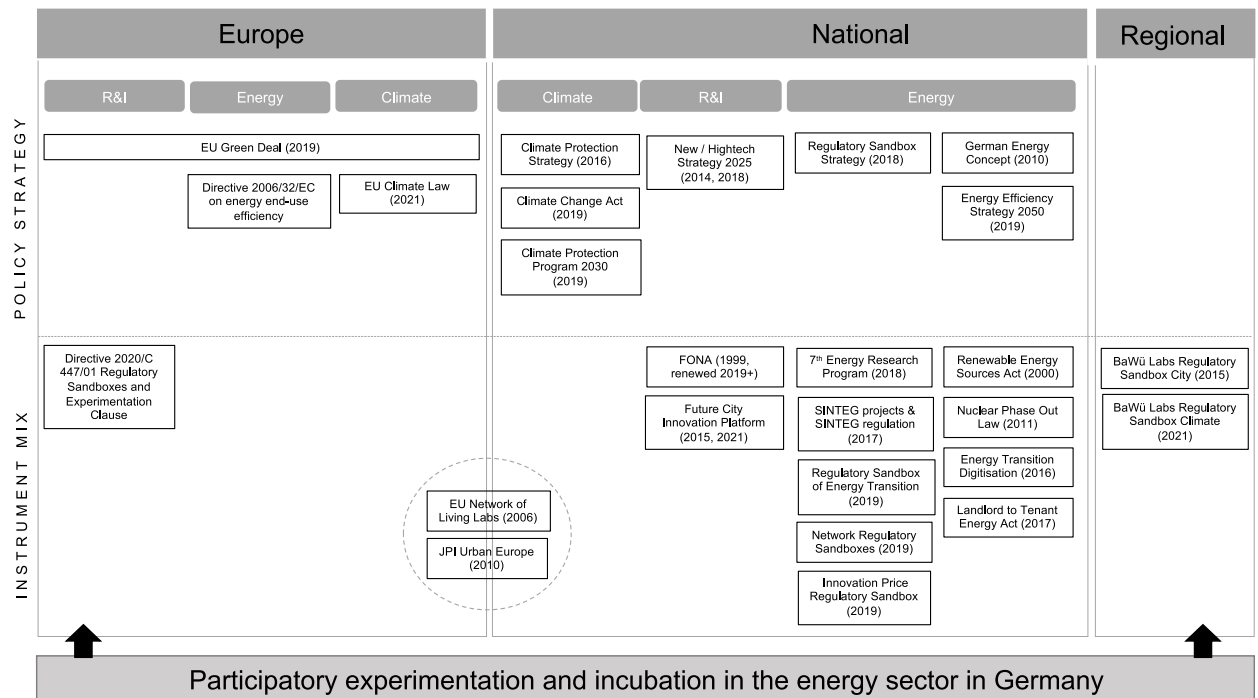 Europe
National
Regional
R&I
Energy
Climate
Climate
R&I
Energy
POLICY STRATEGY
EU Green Deal (2019)
Directive 2006/32/EC
on energy end-use
efficiency
EU Climate Law
(2021)
Climate Protection
Strategy (2016)
Climate Change Act
(2019)
Climate Protection
Program 2030
(2019)
New / Hightech
Strategy 2025
(2014, 2018)
Regulatory Sandbox
Strategy (2018)
German Energy
Concept (2010)
Energy Efficiency
Strategy 2050
(2019)
INSTRUMENT MIX
Directive 2020/C
447/01 Regulatory
Sandboxes and
Experimentation
Clause
EU Network of
Living Labs (2006)
JPI Urban Europe
(2010)
FONA (1999,
renewed 2019+)
Future City
Innovation Platform
(2015, 2021)
7th Energy Research
Program (2018)
SINTEG projects &
SINTEG regulation
(2017)
Regulatory Sandbox
of Energy Transition
(2019)
Network Regulatory
Sandboxes (2019)
Innovation Price
Regulatory Sandbox
(2019)
Renewable Energy
Sources Act (2000)
Nuclear Phase Out
Law (2011)
Energy Transition
Digitisation (2016)
Landlord to Tenant
Energy Act (2017)
BaWü Labs Regulatory
Sandbox City (2015)
BaWü Labs Regulatory
Sandbox Climate
(2021)
Participatory experimentation and incubation in the energy sector in Germany